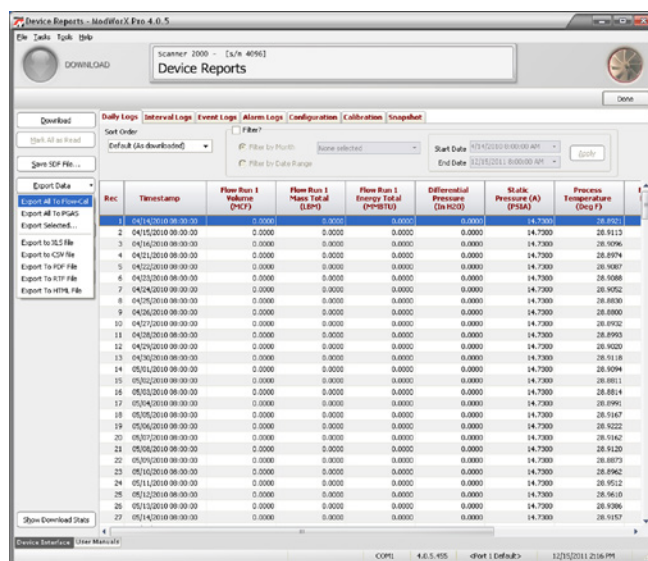 Device Reports - ModWorX Pro 4.0.5
File Tasks Tools Help
DOWNLOAD
Scanner 2000 - [s/n 4096]
Device Reports
Done
Download
Mark All as Read
Save SDF File...
Export Data
Export All To Flow-Cal
Export All To PGAS
Export Selected...
Export to XLS file
Export to CSV file
Export To PDF File
Export To RTF File
Export To HTML File
Show Download Stats
Daily Logs Interval Logs Event Logs Alarm Logs Configuration Calibration Snapshot
Sort Order
Default (As downloaded)
Filter?
Filter by Month None selected
Filter by Date Range
Start Date 4/14/2010 8:00:00 AM
End Date 12/15/2011 8:00:00 AM
Apply
Rec Timestamp Flow Run 1 Volume (MCF) Flow Run 1 Mass Total (LBM) Flow Run 1 Energy Total (MMBTU) Differential Pressure (In H2O) Static Pressure (A) (PSIA) Process Temperature (Deg F)
1 04/14/2010 08:00:00 0.0000 0.0000 0.0000 0.0000 14.7300 28.8921
2 04/15/2010 08:00:00 0.0000 0.0000 0.0000 0.0000 14.7300 28.9113
3 04/16/2010 08:00:00 0.0000 0.0000 0.0000 0.0000 14.7300 28.9096
4 04/21/2010 08:00:00 0.0000 0.0000 0.0000 0.0000 14.7300 28.8974
5 04/22/2010 08:00:00 0.0000 0.0000 0.0000 0.0000 14.7300 28.9087
6 04/23/2010 08:00:00 0.0000 0.0000 0.0000 0.0000 14.7300 28.9088
7 04/24/2010 08:00:00 0.0000 0.0000 0.0000 0.0000 14.7300 28.9052
8 04/25/2010 08:00:00 0.0000 0.0000 0.0000 0.0000 14.7300 28.8830
9 04/26/2010 08:00:00 0.0000 0.0000 0.0000 0.0000 14.7300 28.8800
10 04/27/2010 08:00:00 0.0000 0.0000 0.0000 0.0000 14.7300 28.8932
11 04/28/2010 08:00:00 0.0000 0.0000 0.0000 0.0000 14.7300 28.8993
12 04/29/2010 08:00:00 0.0000 0.0000 0.0000 0.0000 14.7300 28.9020
13 04/30/2010 08:00:00 0.0000 0.0000 0.0000 0.0000 14.7300 28.9118
14 05/01/2010 08:00:00 0.0000 0.0000 0.0000 0.0000 14.7300 28.9094
15 05/02/2010 08:00:00 0.0000 0.0000 0.0000 0.0000 14.7300 28.8811
16 05/03/2010 08:00:00 0.0000 0.0000 0.0000 0.0000 14.7300 28.8814
17 05/04/2010 08:00:00 0.0000 0.0000 0.0000 0.0000 14.7300 28.8991
18 05/05/2010 08:00:00 0.0000 0.0000 0.0000 0.0000 14.7300 28.9167
19 05/06/2010 08:00:00 0.0000 0.0000 0.0000 0.0000 14.7300 28.9222
20 05/07/2010 08:00:00 0.0000 0.0000 0.0000 0.0000 14.7300 28.9162
21 05/08/2010 08:00:00 0.0000 0.0000 0.0000 0.0000 14.7300 28.9120
22 05/09/2010 08:00:00 0.0000 0.0000 0.0000 0.0000 14.7300 28.8873
23 05/10/2010 08:00:00 0.0000 0.0000 0.0000 0.0000 14.7300 28.8962
24 05/11/2010 08:00:00 0.0000 0.0000 0.0000 0.0000 14.7300 28.9512
25 05/12/2010 08:00:00 0.0000 0.0000 0.0000 0.0000 14.7300 28.9610
26 05/13/2010 08:00:00 0.0000 0.0000 0.0000 0.0000 14.7300 28.9386
27 05/14/2010 08:00:00 0.0000 0.0000 0.0000 0.0000 14.7300 28.9157
Device Interface User Manuals
COM1 4.0.5.455 <Port 1 Default> 12/15/2011 2:16 PM